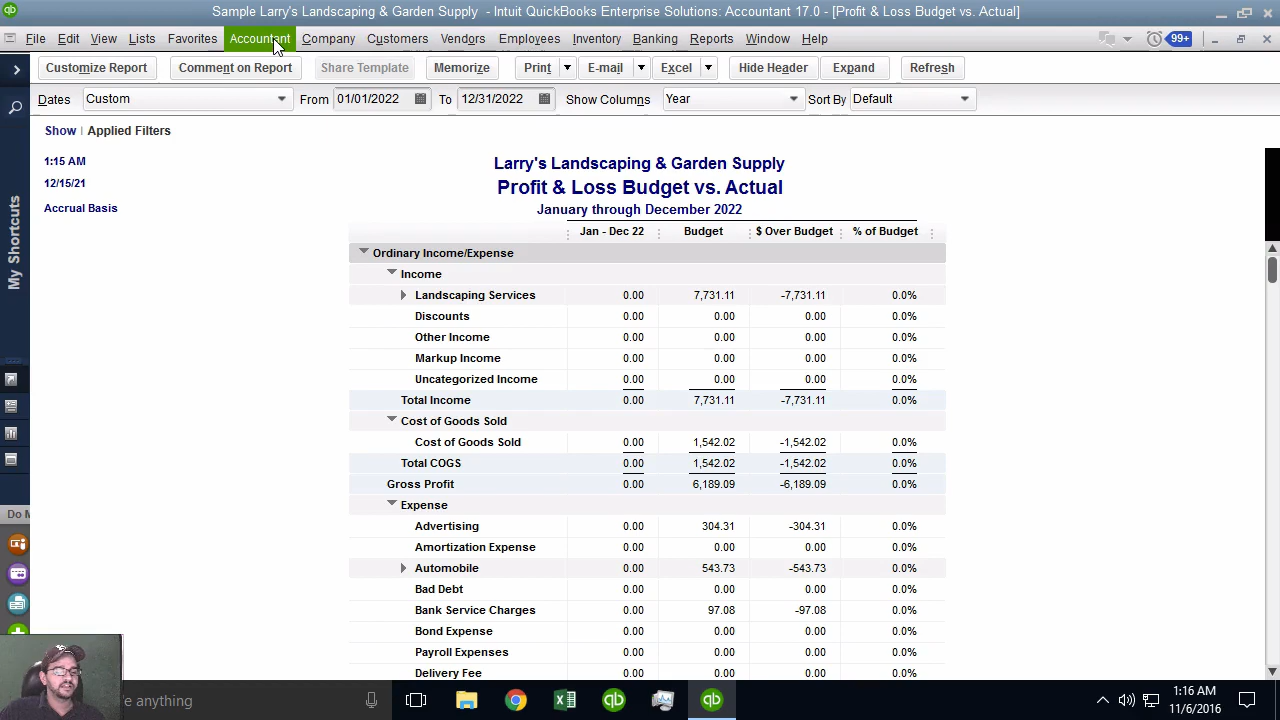 Sample Larry's Landscaping & Garden Supply - Intuit QuickBooks Enterprise Solutions: Accountant 17.0 - [Profit & Loss Budget vs. Actual]
File Edit View Lists Favorites Accountant Company Customers Vendors Employees Inventory Banking Reports Window Help 99+
Customize Report Comment on Report Share Template Memorize Print E-mail Excel Hide Header Expand Refresh
Dates Custom From 01/01/2022 To 12/31/2022 Show Columns Year Sort By Default
Show | Applied Filters
1:15 AM
12/15/21
Accrual Basis
My Shortcuts
Larry's Landscaping & Garden Supply
Profit & Loss Budget vs. Actual
January through December 2022
Jan - Dec 22 Budget $ Over Budget % of Budget
Ordinary Income/Expense
Income
Landscaping Services 0.00 7,731.11 -7,731.11 0.0%
Discounts 0.00 0.00 0.00 0.0%
Other Income 0.00 0.00 0.00 0.0%
Markup Income 0.00 0.00 0.00 0.0%
Uncategorized Income 0.00 0.00 0.00 0.0%
Total Income 0.00 7,731.11 -7,731.11 0.0%
Cost of Goods Sold
Cost of Goods Sold 0.00 1,542.02 -1,542.02 0.0%
Total COGS 0.00 1,542.02 -1,542.02 0.0%
Gross Profit 0.00 6,189.09 -6,189.09 0.0%
Expense
Advertising 0.00 304.31 -304.31 0.0%
Amortization Expense 0.00 0.00 0.00 0.0%
Automobile 0.00 543.73 -543.73 0.0%
Bad Debt 0.00 0.00 0.00 0.0%
Bank Service Charges 0.00 97.08 -97.08 0.0%
Bond Expense 0.00 0.00 0.00 0.0%
Payroll Expenses 0.00 0.00 0.00 0.0%
Delivery Fee 0.00 0.00 0.00 0.0%
Do M
e anything
1:16 AM
11/6/2016